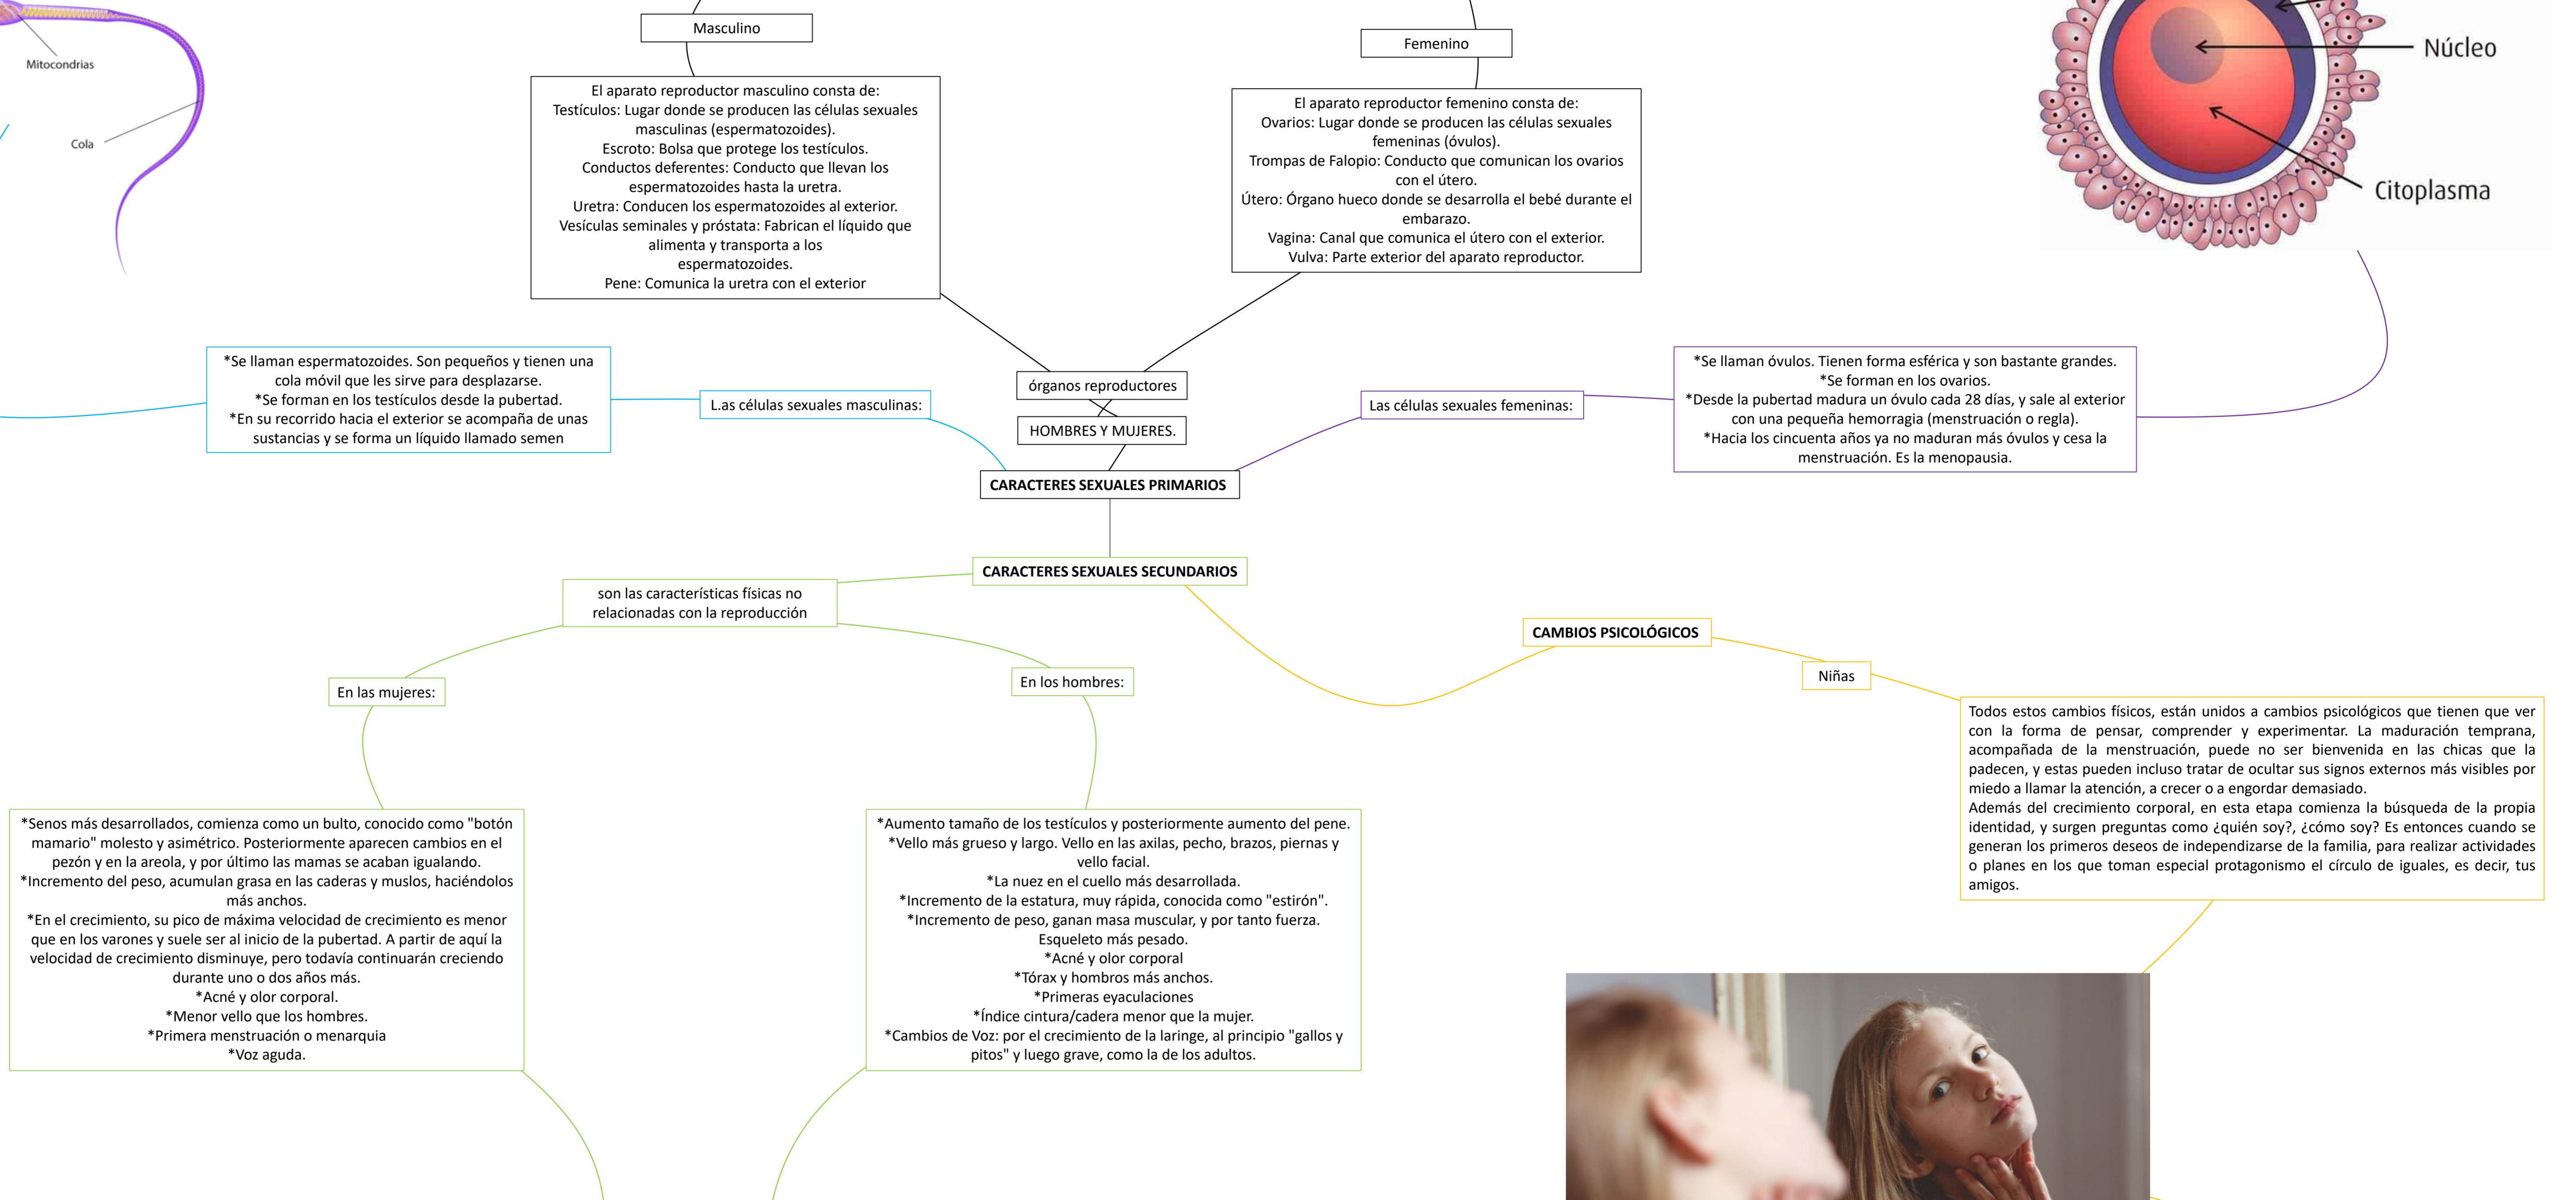 Masculino
Femenino
Mitocondrias
Cola
Núcleo
Citoplasma
El aparato reproductor masculino consta de:
Testículos: Lugar donde se producen las células sexuales
masculinas (espermatozoides).
Escroto: Bolsa que protege los testículos.
Conductos deferentes: Conducto que llevan los
espermatozoides hasta la uretra.
Uretra: Conducen los espermatozoides al exterior.
Vesículas seminales y próstata: Fabrican el líquido que
alimenta y transporta a los
espermatozoides.
Pene: Comunica la uretra con el exterior
El aparato reproductor femenino consta de:
Ovarios: Lugar donde se producen las células sexuales
femeninas (óvulos).
Trompas de Falopio: Conducto que comunican los ovarios
con el útero.
Útero: Órgano hueco donde se desarrolla el bebé durante el
embarazo.
Vagina: Canal que comunica el útero con el exterior.
Vulva: Parte exterior del aparato reproductor.
*Se llaman espermatozoides. Son pequeños y tienen una
cola móvil que les sirve para desplazarse.
*Se forman en los testículos desde la pubertad.
*En su recorrido hacia el exterior se acompaña de unas
sustancias y se forma un líquido llamado semen
L.as células sexuales masculinas:
órganos reproductores
HOMBRES Y MUJERES.
Las células sexuales femeninas:
*Se llaman óvulos. Tienen forma esférica y son bastante grandes.
*Se forman en los ovarios.
*Desde la pubertad madura un óvulo cada 28 días, y sale al exterior
con una pequeña hemorragia (menstruación o regla).
*Hacia los cincuenta años ya no maduran más óvulos y cesa la
menstruación. Es la menopausia.
CARACTERES SEXUALES PRIMARIOS
CARACTERES SEXUALES SECUNDARIOS
son las características físicas no
relacionadas con la reproducción
CAMBIOS PSICOLÓGICOS
Niñas
En las mujeres:
En los hombres:
Todos estos cambios físicos, están unidos a cambios psicológicos que tienen que ver
con la forma de pensar, comprender y experimentar. La maduración temprana,
acompañada de la menstruación, puede no ser bienvenida en las chicas que la
padecen, y estas pueden incluso tratar de ocultar sus signos externos más visibles por
miedo a llamar la atención, a crecer o a engordar demasiado.
Además del crecimiento corporal, en esta etapa comienza la búsqueda de la propia
identidad, y surgen preguntas como ¿quién soy?, ¿cómo soy? Es entonces cuando se
generan los primeros deseos de independizarse de la familia, para realizar actividades
o planes en los que toman especial protagonismo el círculo de iguales, es decir, tus
amigos.
*Senos más desarrollados, comienza como un bulto, conocido como "botón
mamario" molesto y asimétrico. Posteriormente aparecen cambios en el
pezón y en la areola, y por último las mamas se acaban igualando.
*Incremento del peso, acumulan grasa en las caderas y muslos, haciéndolos
más anchos.
*En el crecimiento, su pico de máxima velocidad de crecimiento es menor
que en los varones y suele ser al inicio de la pubertad. A partir de aquí la
velocidad de crecimiento disminuye, pero todavía continuarán creciendo
durante uno o dos años más.
*Acné y olor corporal.
*Menor vello que los hombres.
*Primera menstruación o menarquia
*Voz aguda.
*Aumento tamaño de los testículos y posteriormente aumento del pene.
*Vello más grueso y largo. Vello en las axilas, pecho, brazos, piernas y
vello facial.
*La nuez en el cuello más desarrollada.
*Incremento de la estatura, muy rápida, conocida como "estirón".
*Incremento de peso, ganan masa muscular, y por tanto fuerza.
Esqueleto más pesado.
*Acné y olor corporal
*Tórax y hombros más anchos.
*Primeras eyaculaciones
*Índice cintura/cadera menor que la mujer.
*Cambios de Voz: por el crecimiento de la laringe, al principio "gallos y
pitos" y luego grave, como la de los adultos.